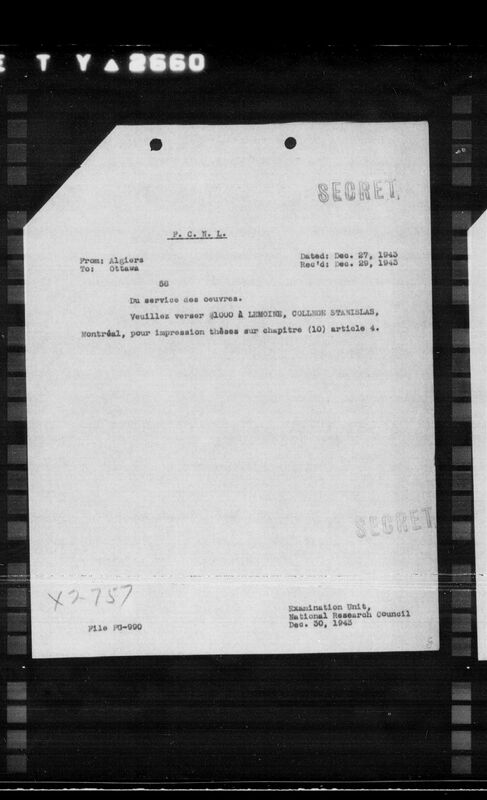 E T Y ▲ 2660
SECRET.
F. C. N. L.
From: Algiers Dated: Dec. 27, 1943
To: Ottawa Rec'd: Dec. 29, 1943
58
Du service des oeuvres.
Veuillez verser $1000 à LEMOINE, COLLEGE STANISLAS,
Montréal, pour impression thèses sur chapitre (10) article 4.
SECRET.
X2-757
Examination Unit,
National Research Council
File FG-990 Dec. 30, 1943